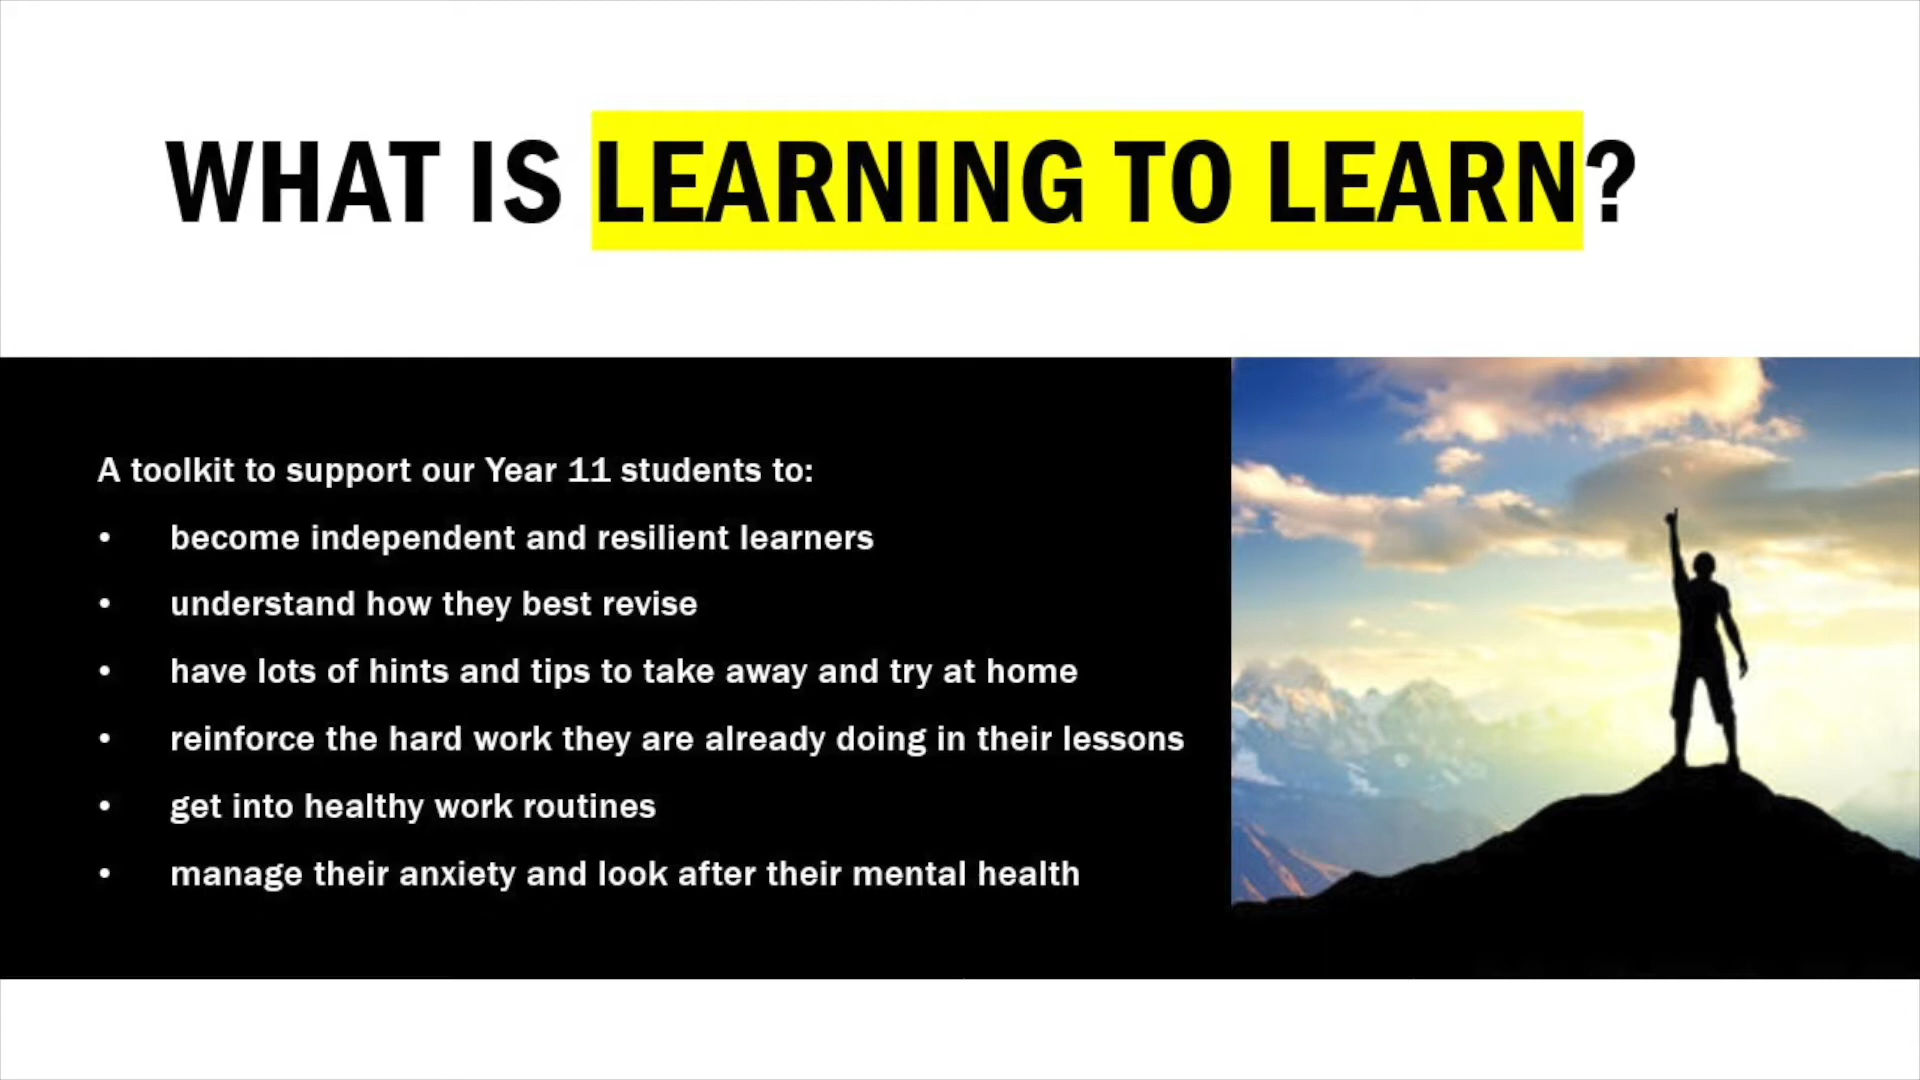 WHAT IS LEARNING TO LEARN?
A toolkit to support our Year 11 students to:
• become independent and resilient learners
• understand how they best revise
• have lots of hints and tips to take away and try at home
• reinforce the hard work they are already doing in their lessons
• get into healthy work routines
• manage their anxiety and look after their mental health